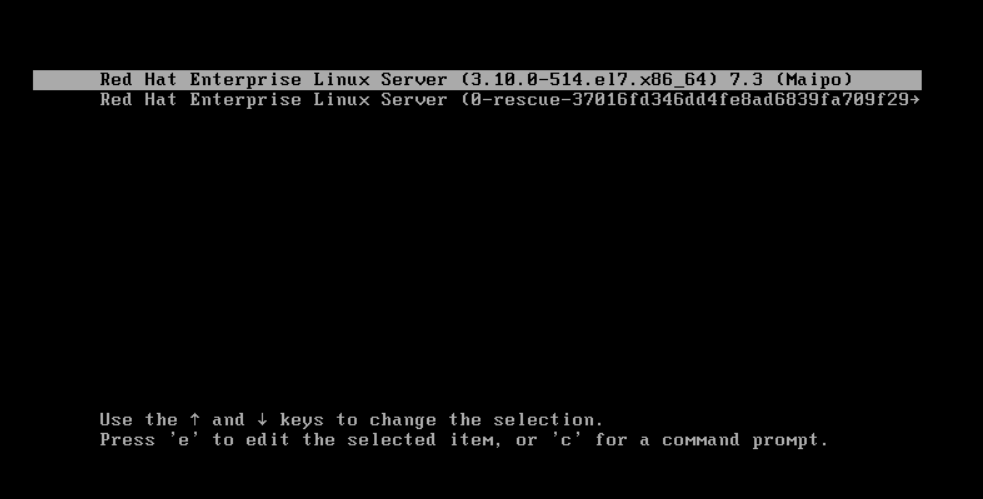 Red Hat Enterprise Linux Server (3.10.0-514.el7.x86_64) 7.3 (Maipo)
Red Hat Enterprise Linux Server (0-rescue-37016fd346dd4fe8ad6839fa709f29→
Use the ↑ and ↓ keys to change the selection.
Press 'e' to edit the selected item, or 'c' for a command prompt.